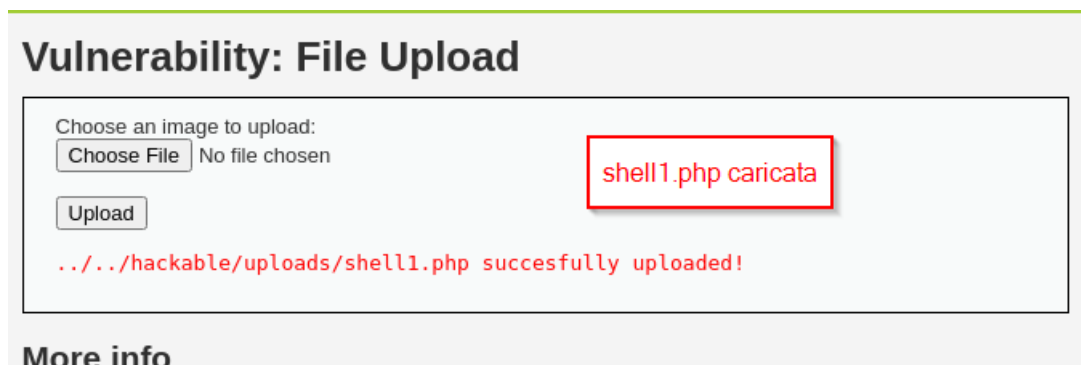 Vulnerability: File Upload
Choose an image to upload:
Choose File No file chosen
shell1.php caricata
Upload
../../hackable/uploads/shell1.php succesfully uploaded!
More info